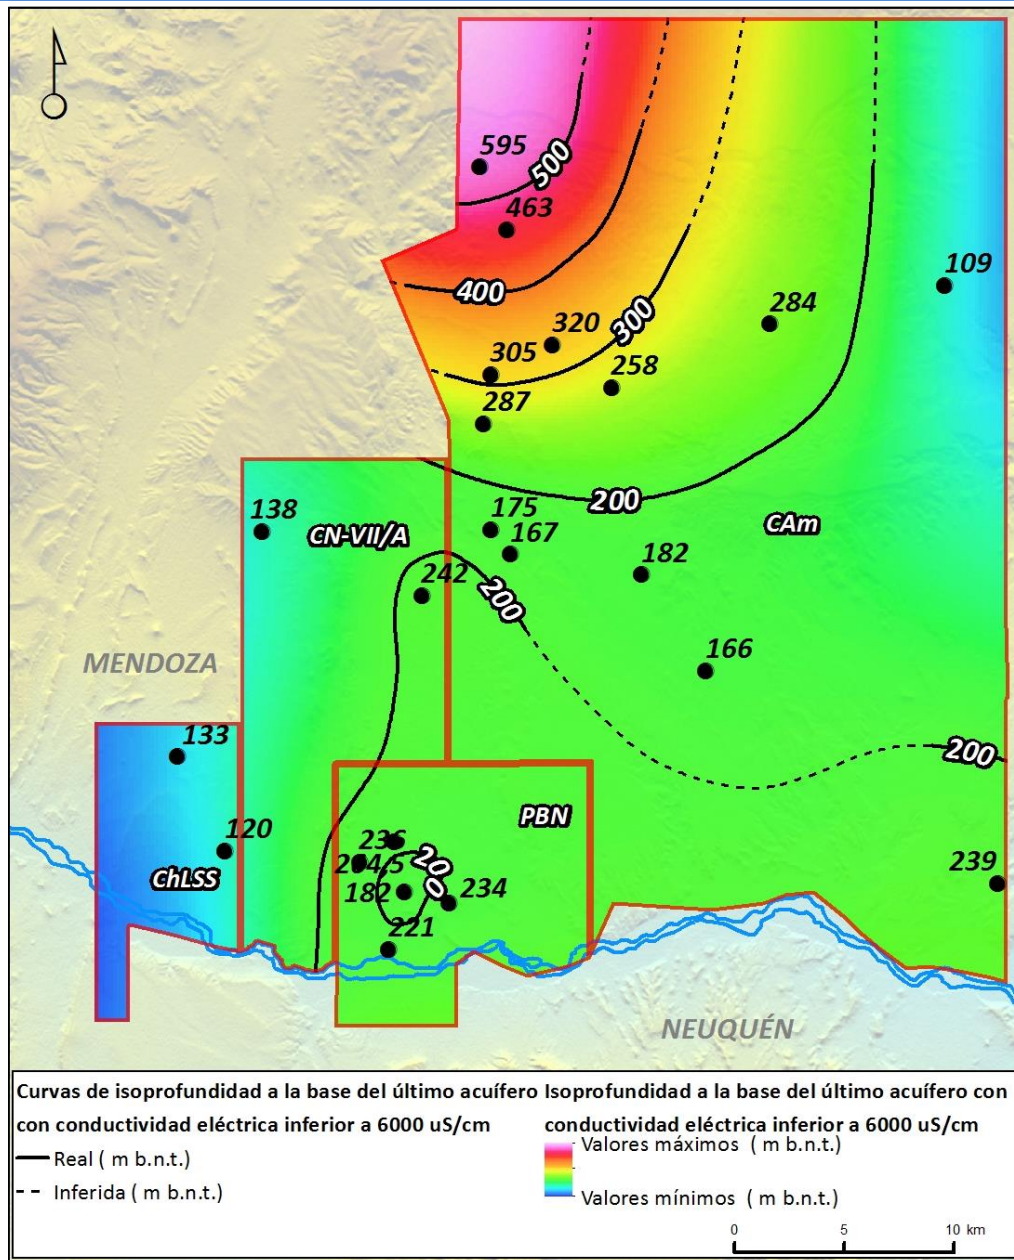 595
500
463
109
400
284
320
300
305
258
287
200
175
138
CN-VII/A
CAm
167
182
242
200
166
MENDOZA
133
200
PBN
120
236
200
204,5
ChLSS
182
234
239
221
NEUQUÉN
Curvas de isoprofundidad a la base del último acuífero
con conductividad eléctrica inferior a 6000 uS/cm
Real ( m b.n.t.)
Inferida ( m b.n.t.)
Isoprofundidad a la base del último acuífero con
conductividad eléctrica inferior a 6000 uS/cm
Valores máximos ( m b.n.t.)
Valores mínimos ( m b.n.t.)
0 5 10 km